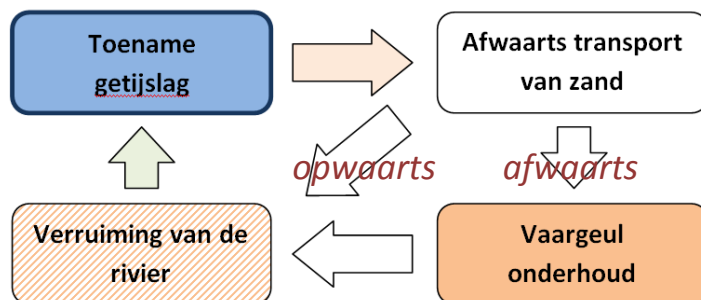 Toename
getijslag
Afwaarts transport
van zand
opwaarts
afwaarts
Verruiming van de
rivier
Vaargeul
onderhoud